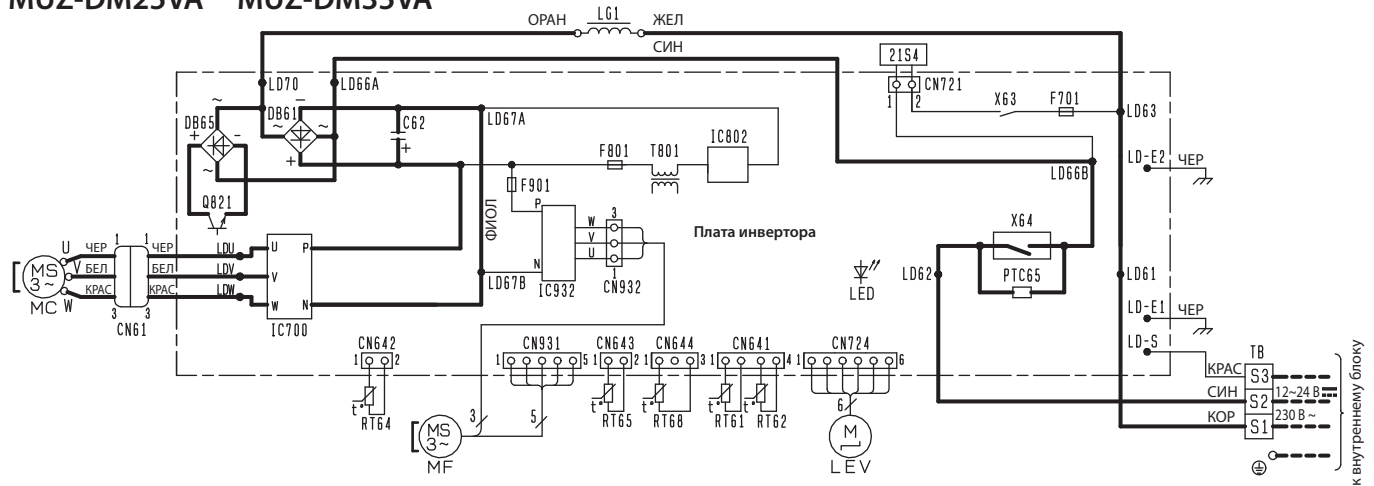 MUZ-DM25VA MUZ-DM35VA
ОРАН LG1 ЖЕЛ
СИН
21S4
LD70 LD66A CN721
1 2 X63 F701
~ - LD63
DB65 DB61 C62 LD67A
+ - ~ ~ IC802
+ + F801 T801 LD-E2 ЧЕР
~ LD66B
F901
Q821 P ФИОЛ X64
W 3 Плата инвертора
U ЧЕР 1 1 ЧЕР LDU U P V
MS 3~ V БЕЛ БЕЛ LDV V U LD62 PTC65 LD61
W КРАС КРАС LDW W N N 1 LED
MC 3 3 LD67B IC932 CN932 LD-E1 ЧЕР
CN61 IC700
LD-S TB
CN642 CN931 CN643 CN644 CN641 CN724
1 2 1 5 1 2 1 3 1 4 1 6 КРАС S3
СИН S2 12~24 В
t° t° t° t° t° 6 КОР S1 230 В ~
RT64 3 5 RT65 RT68 RT61 RT62
MS 3~ M
MF LEV
к внутреннему блоку